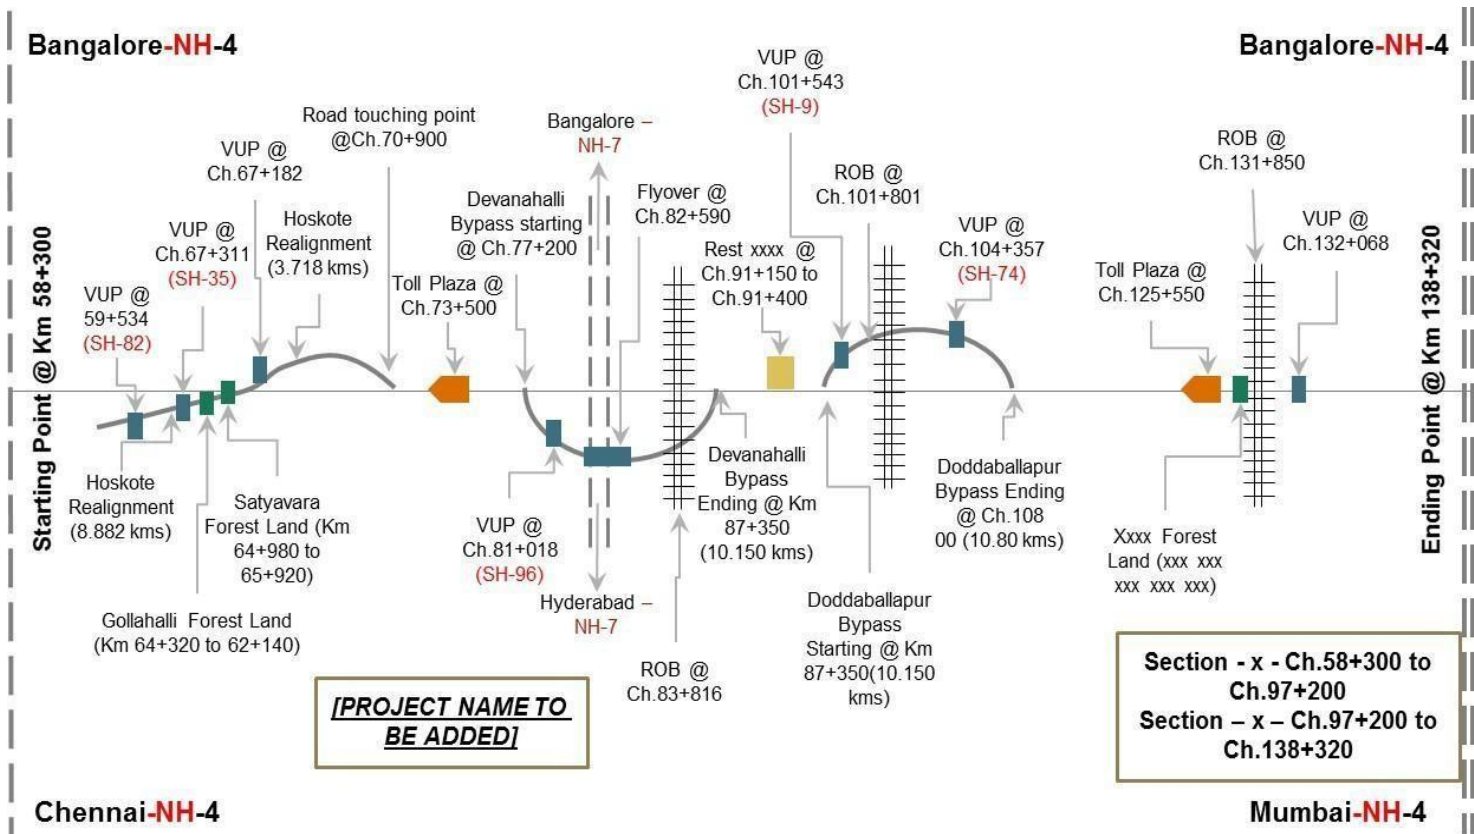 Bangalore-NH-4
Bangalore-NH-4
VUP @
Ch.101+543
(SH-9)
Road touching point
@Ch.70+900
Bangalore –
NH-7
VUP @
Ch.67+182
ROB @
Ch.131+850
ROB @
Ch.101+801
Devanahalli
Bypass starting
@ Ch.77+200
Flyover @
Ch.82+590
Hoskote
Realignment
(3.718 kms)
VUP @
Ch.67+311
(SH-35)
VUP @
Ch.104+357
(SH-74)
VUP @
Ch.132+068
Rest xxxx @
Ch.91+150 to
Ch.91+400
Toll Plaza @
Ch.73+500
Toll Plaza @
Ch.125+550
VUP @
59+534
(SH-82)
Starting Point @ Km 58+300
Ending Point @ Km 138+320
Hoskote
Realignment
(8.882 kms)
Satyavara
Forest Land (Km
64+980 to
65+920)
VUP @
Ch.81+018
(SH-96)
Devanahalli
Bypass
Ending @ Km
87+350
(10.150 kms)
Doddaballapur
Bypass Ending
@ Ch.108
00 (10.80 kms)
Xxxx Forest
Land (xxx xxx
xxx xxx xxx)
Gollahalli Forest Land
(Km 64+320 to 62+140)
Hyderabad –
NH-7
Doddaballapur
Bypass
Starting @ Km
87+350(10.150
kms)
ROB @
Ch.83+816
[PROJECT NAME TO
BE ADDED]
Section - x - Ch.58+300 to
Ch.97+200
Section – x – Ch.97+200 to
Ch.138+320
Chennai-NH-4
Mumbai-NH-4